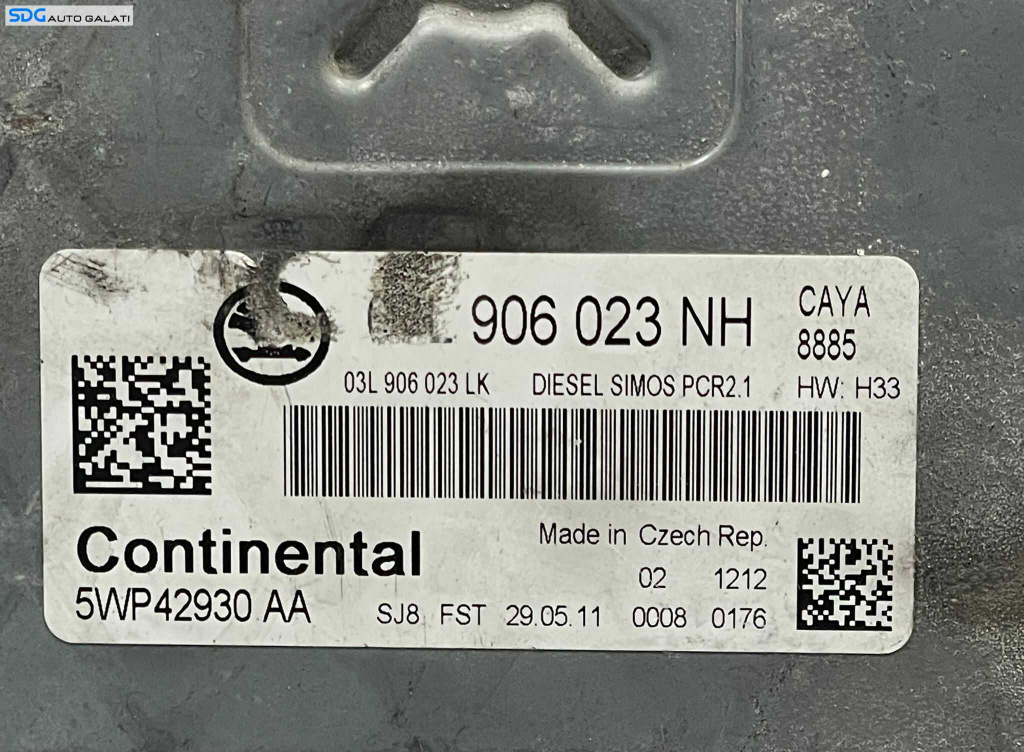 SDG AUTO GALATI
906 023 NH
CAYA
8885
03L 906 023 LK DIESEL SIMOS PCR2.1 HW: H33
Continental
Made in Czech Rep.
02 1212
5WP42930 AA
SJ8 FST 29.05.11 0008 0176